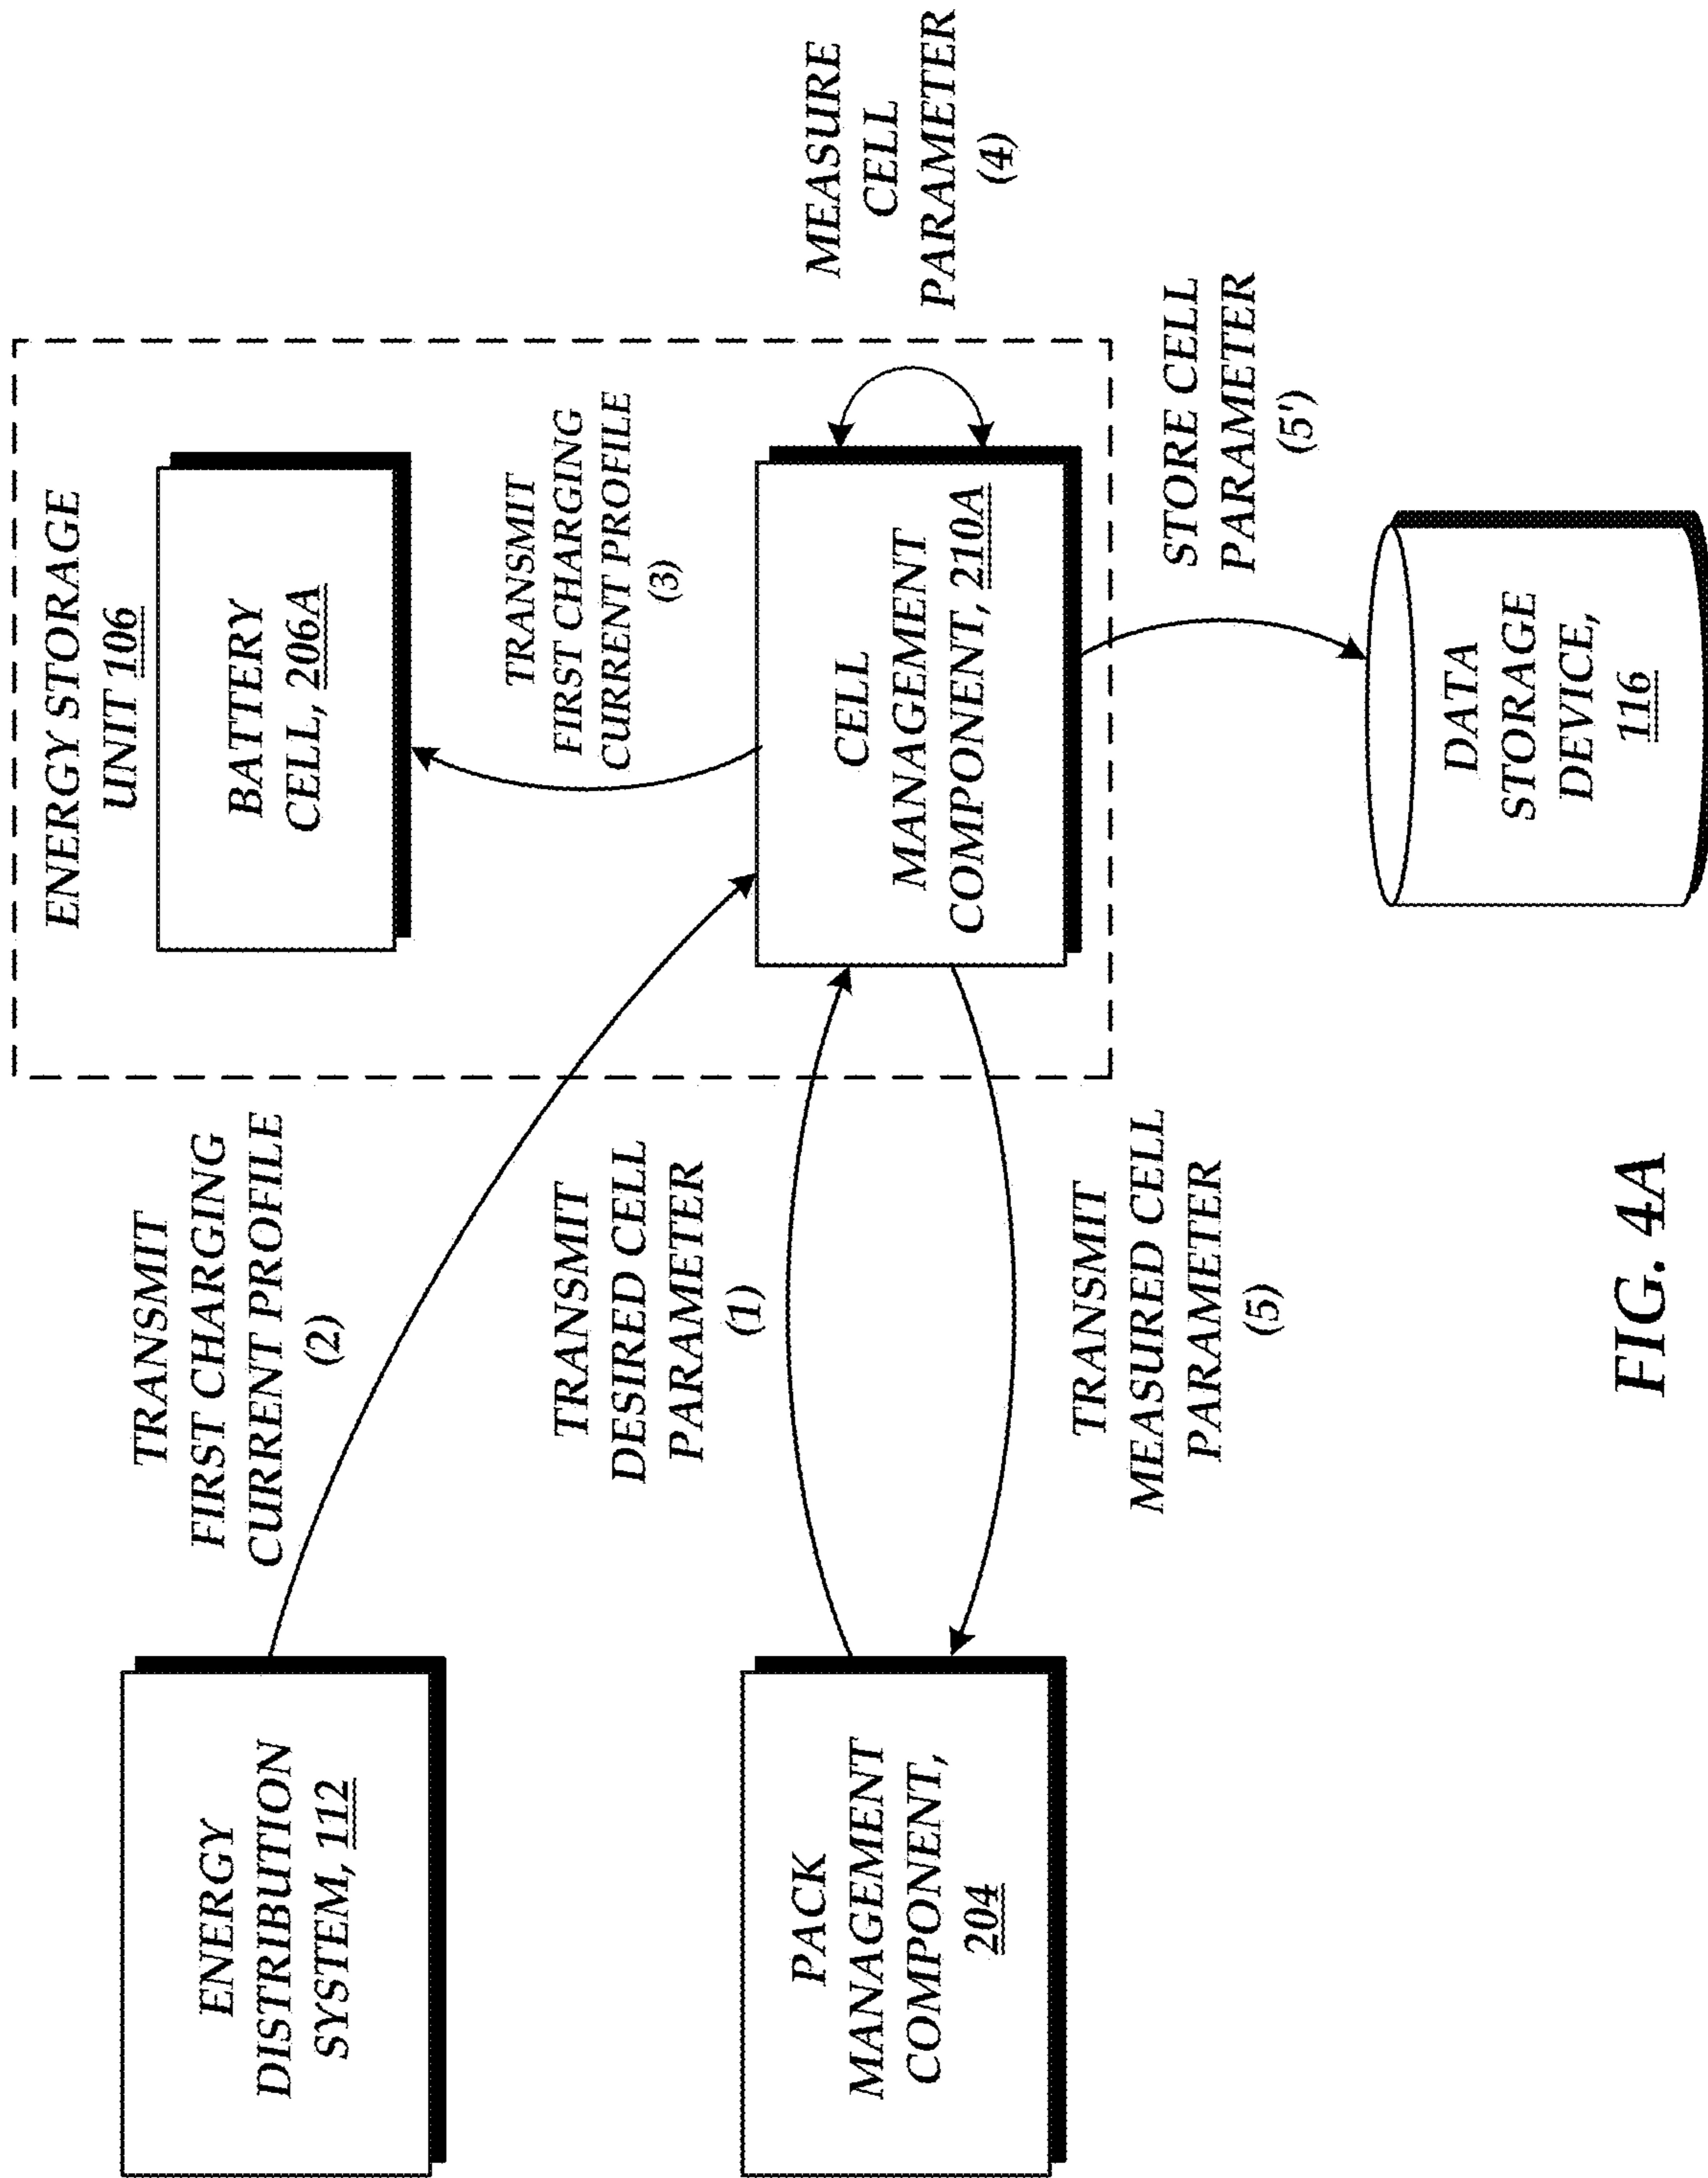 ENERGY STORAGE
UNIT 106
TRANSMIT
FIRST CHARGING
CURRENT PROFILE
(2)
ENERGY
DISTRIBUTION
SYSTEM, 112
BATTERY
CELL, 206A
TRANSMIT
FIRST CHARGING
CURRENT PROFILE
(3)
TRANSMIT
DESIRED CELL
PARAMETER
(1)
PACK
MANAGEMENT
COMPONENT,
204
CELL
MANAGEMENT
COMPONENT, 210A
MEASURE
CELL
PARAMETER
(4)
TRANSMIT
MEASURED CELL
PARAMETER
(5)
STORE CELL
PARAMETER
(5')
DATA
STORAGE
DEVICE,
116
FIG. 4A